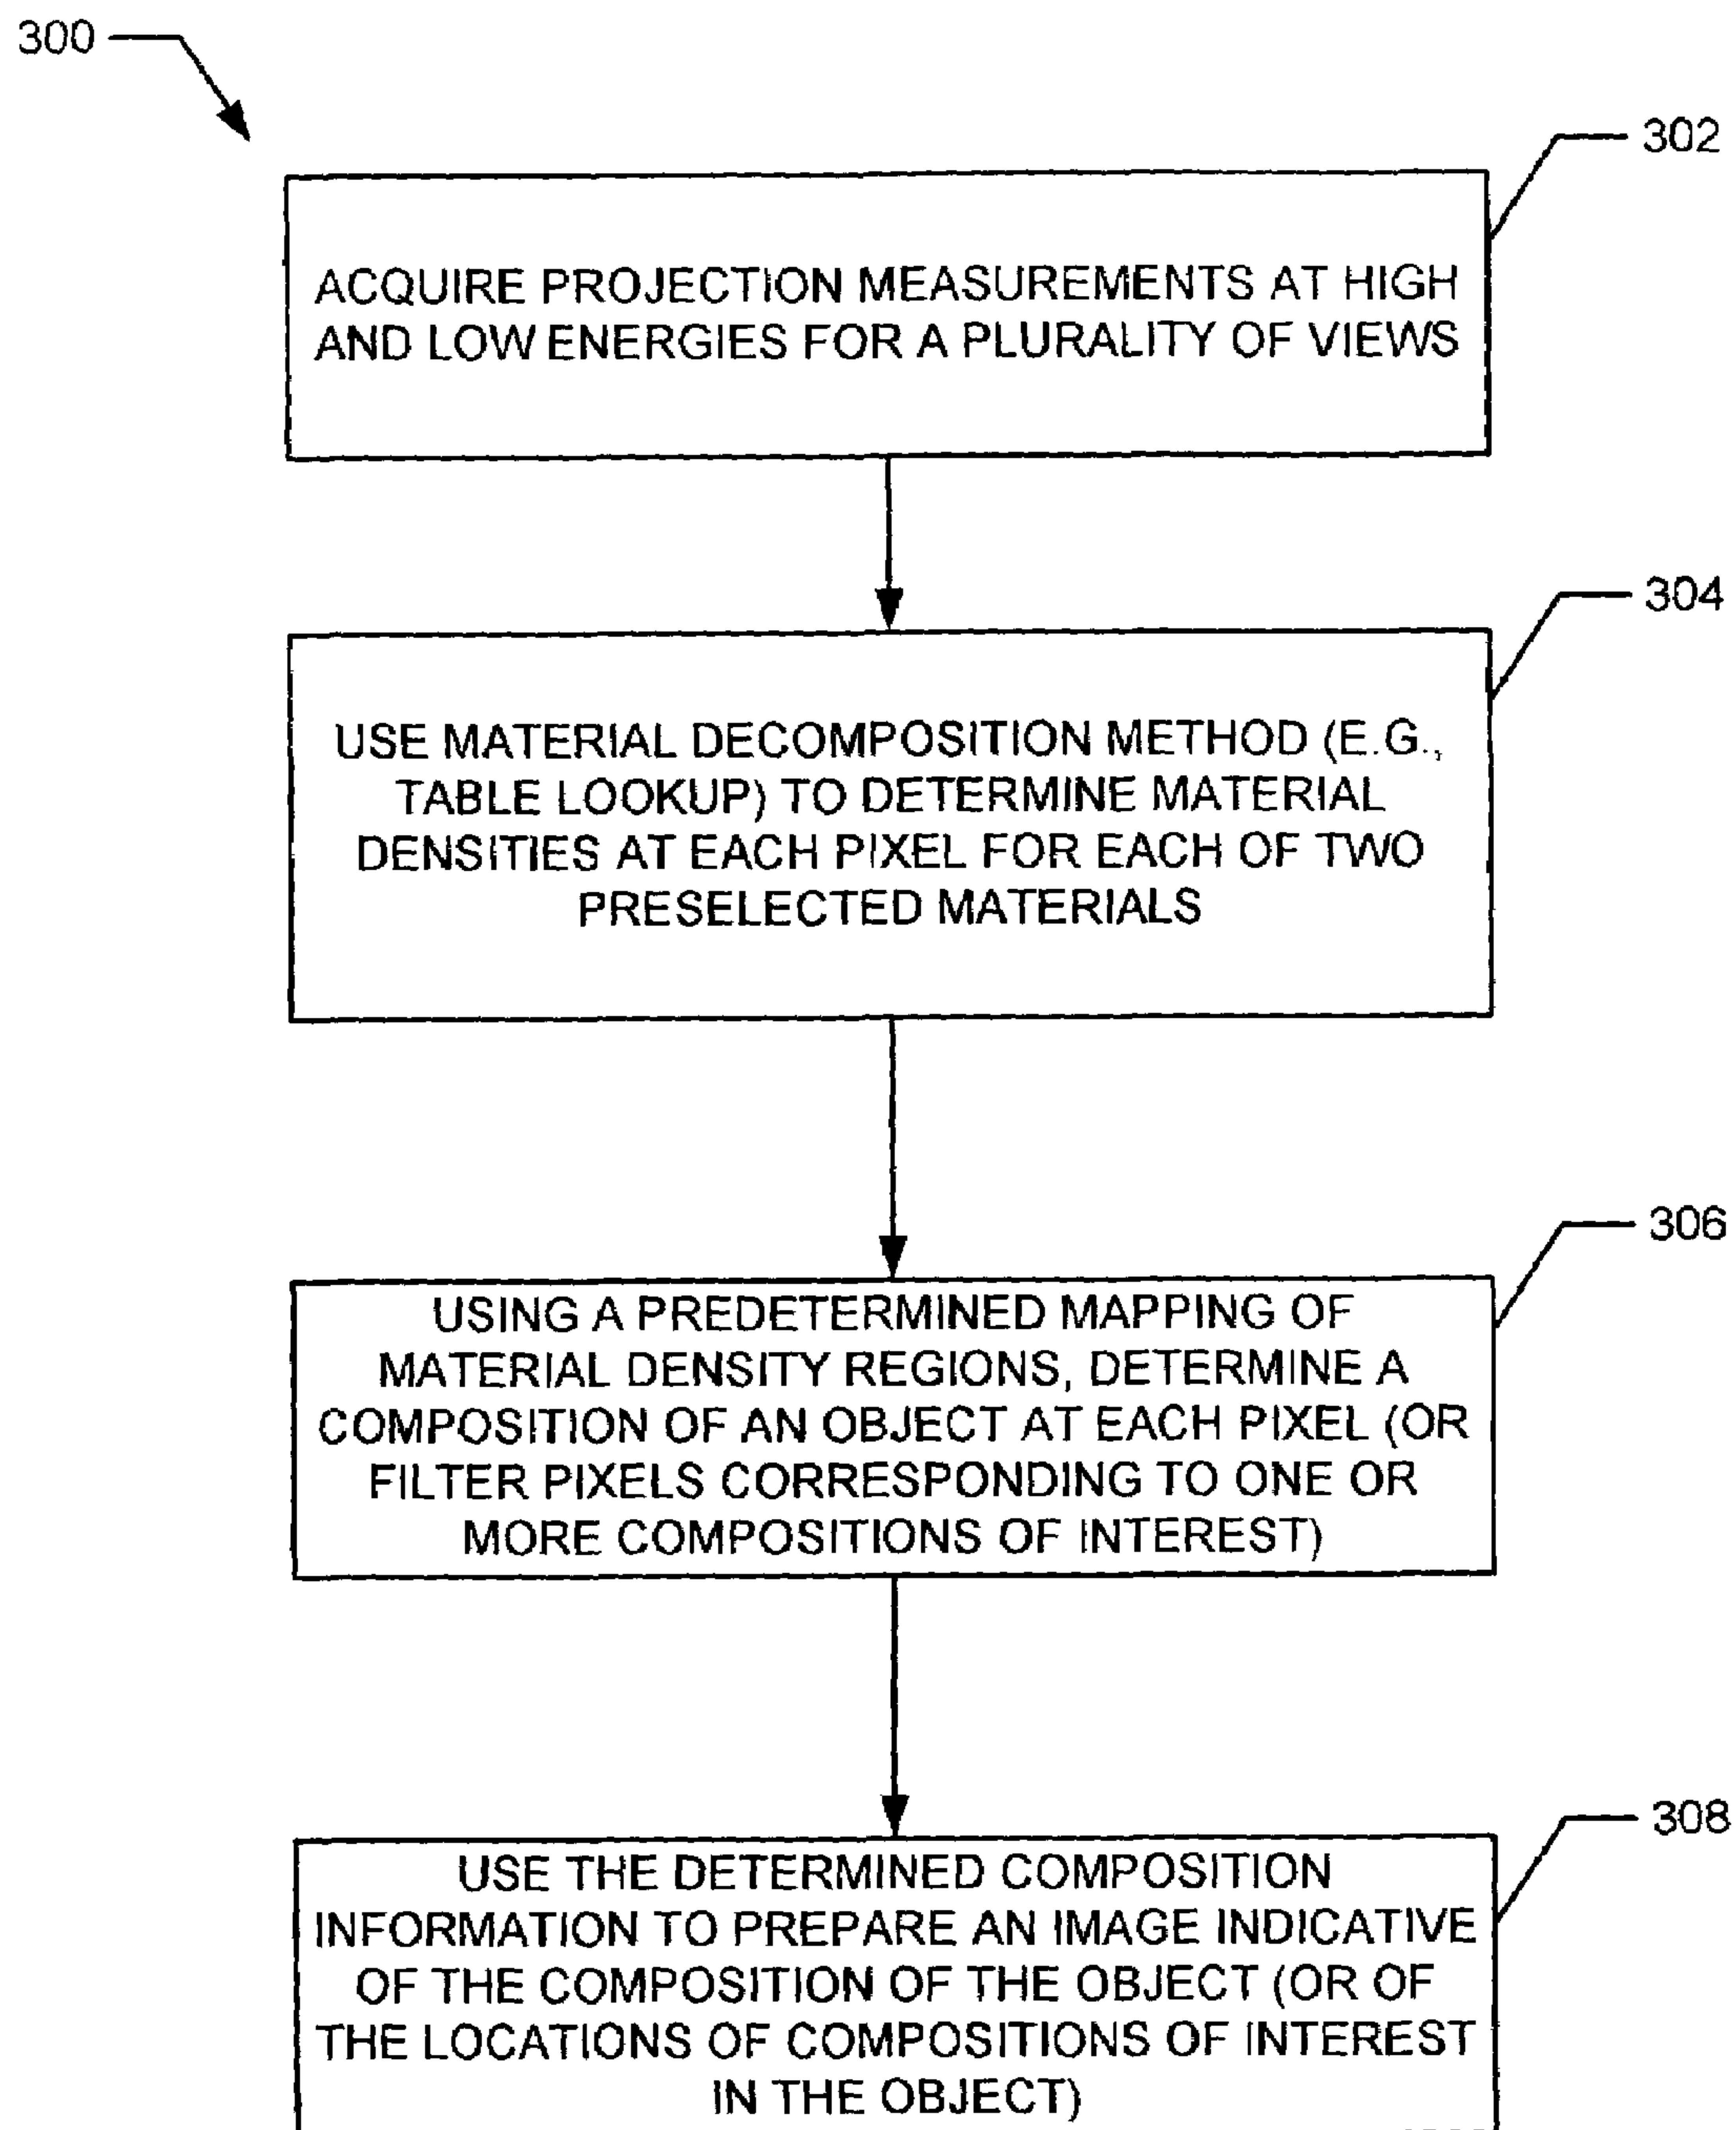 300
302
ACQUIRE PROJECTION MEASUREMENTS AT HIGH
AND LOW ENERGIES FOR A PLURALITY OF VIEWS
304
USE MATERIAL DECOMPOSITION METHOD (E.G.,
TABLE LOOKUP) TO DETERMINE MATERIAL
DENSITIES AT EACH PIXEL FOR EACH OF TWO
PRESELECTED MATERIALS
306
USING A PREDETERMINED MAPPING OF
MATERIAL DENSITY REGIONS, DETERMINE A
COMPOSITION OF AN OBJECT AT EACH PIXEL (OR
FILTER PIXELS CORRESPONDING TO ONE OR
MORE COMPOSITIONS OF INTEREST)
308
USE THE DETERMINED COMPOSITION
INFORMATION TO PREPARE AN IMAGE INDICATIVE
OF THE COMPOSITION OF THE OBJECT (OR OF
THE LOCATIONS OF COMPOSITIONS OF INTEREST
IN THE OBJECT)